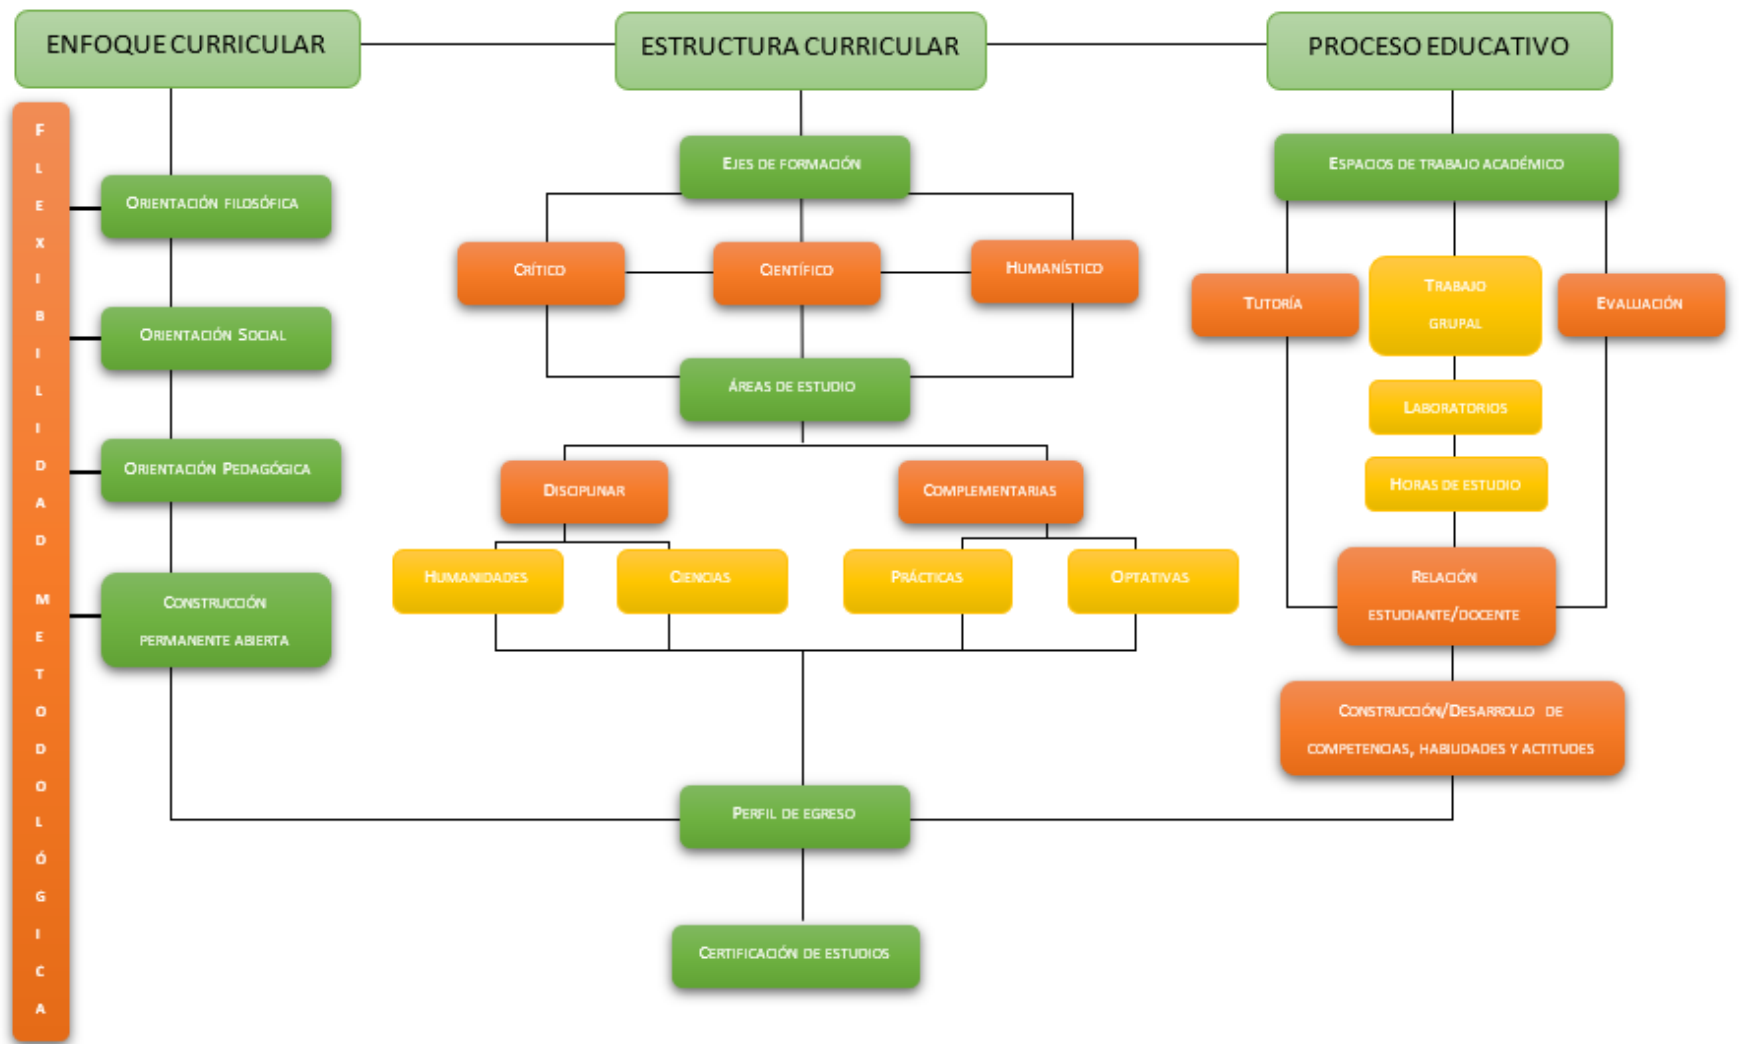 ENFOQUE CURRICULAR
ESTRUCTURA CURRICULAR
PROCESO EDUCATIVO
FLEXIBILIDAD METODOLÓGICA
ORIENTACIÓN FILOSÓFICA
ORIENTACIÓN SOCIAL
ORIENTACIÓN PEDAGÓGICA
CONSTRUCCIÓN
PERMANENTE ABIERTA
EJES DE FORMACIÓN
CRÍTICO
CIENTÍFICO
HUMANÍSTICO
ÁREAS DE ESTUDIO
DISCIPLINAR
COMPLEMENTARIAS
HUMANIDADES
CIENCIAS
PRÁCTICAS
OPTATIVAS
ESPACIOS DE TRABAJO ACADÉMICO
TUTORÍA
TRABAJO
GRUPAL
EVALUACIÓN
LABORATORIOS
HORAS DE ESTUDIO
RELACIÓN
ESTUDIANTE/DOCENTE
CONSTRUCCIÓN/DESARROLLO DE
COMPETENCIAS, HABILIDADES Y ACTITUDES
PERFIL DE EGRESO
CERTIFICACIÓN DE ESTUDIOS